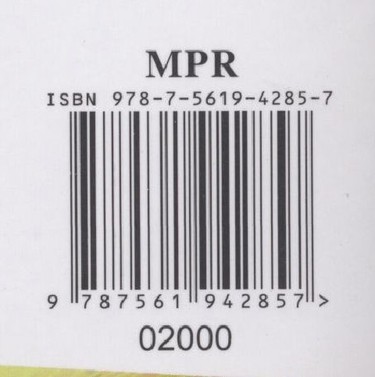 MPR
ISBN 978-7-5619-4285-7
9 787561 942857 >
02000